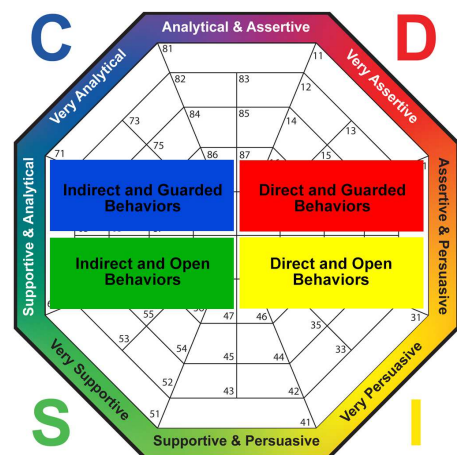 C
D
Analytical & Assertive
Very Analytical
Very Assertive
81
11
82
83
12
84
85
73
14
13
75
86
87
15
71
Supportive & Analytical
Indirect and Guarded
Behaviors
Direct and Guarded
Behaviors
Assertive & Persuasive
Indirect and Open
Behaviors
Direct and Open
Behaviors
31
47
46
55
35
53
54
45
44
33
52
43
42
51
41
Very Supportive
Very Persuasive
S
I
Supportive & Persuasive